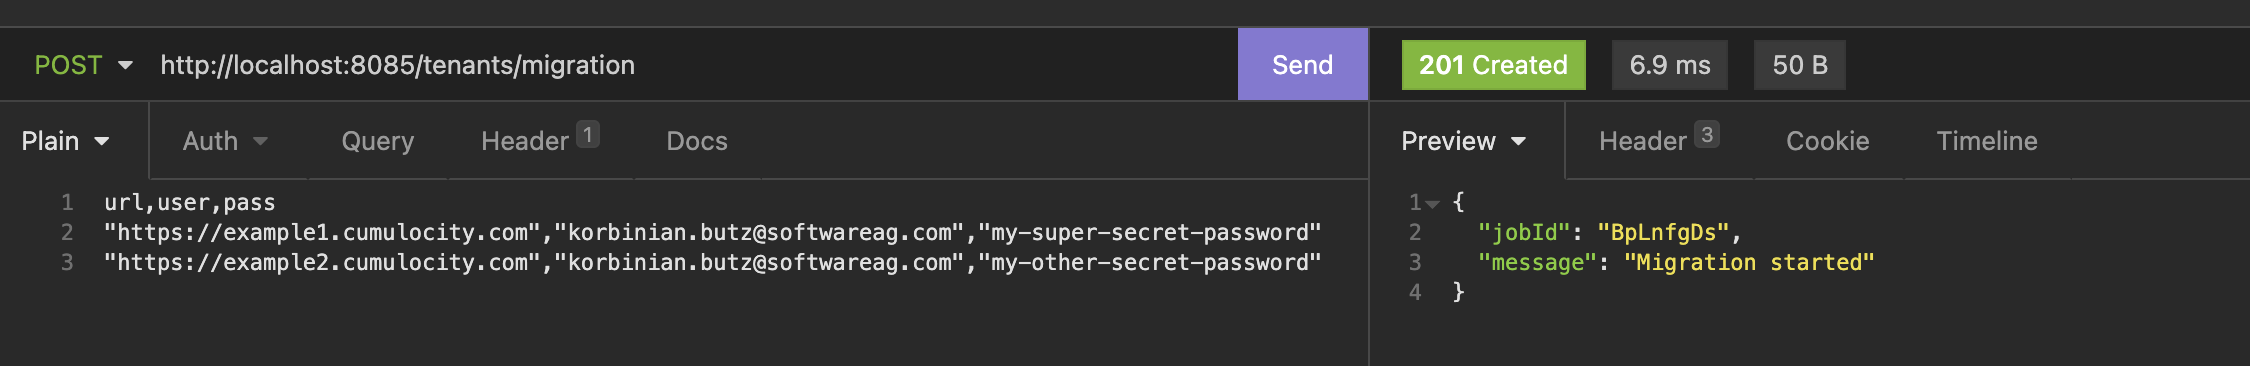 POST http://localhost:8085/tenants/migration Send 201 Created 6.9 ms 50 B
Plain Auth Query Header 1 Docs Preview Header 3 Cookie Timeline
1 url,user,pass
2 "https://example1.cumulocity.com","korbinian.butz@softwareag.com","my-super-secret-password"
3 "https://example2.cumulocity.com","korbinian.butz@softwareag.com","my-other-secret-password"
1 {
2 "jobId": "BpLnfgDs",
3 "message": "Migration started"
4 }